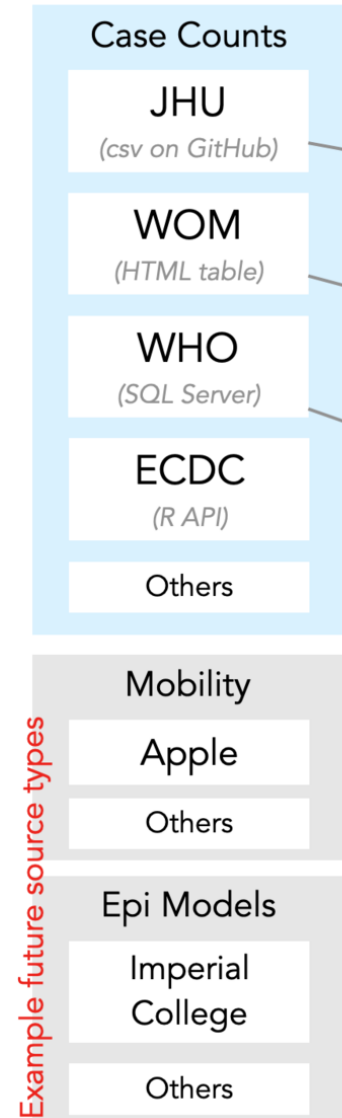 Case Counts
JHU
(csv on GitHub)
WOM
(HTML table)
WHO
(SQL Server)
ECDC
(R API)
Others
Example future source types
Mobility
Apple
Others
Epi Models
Imperial
College
Others